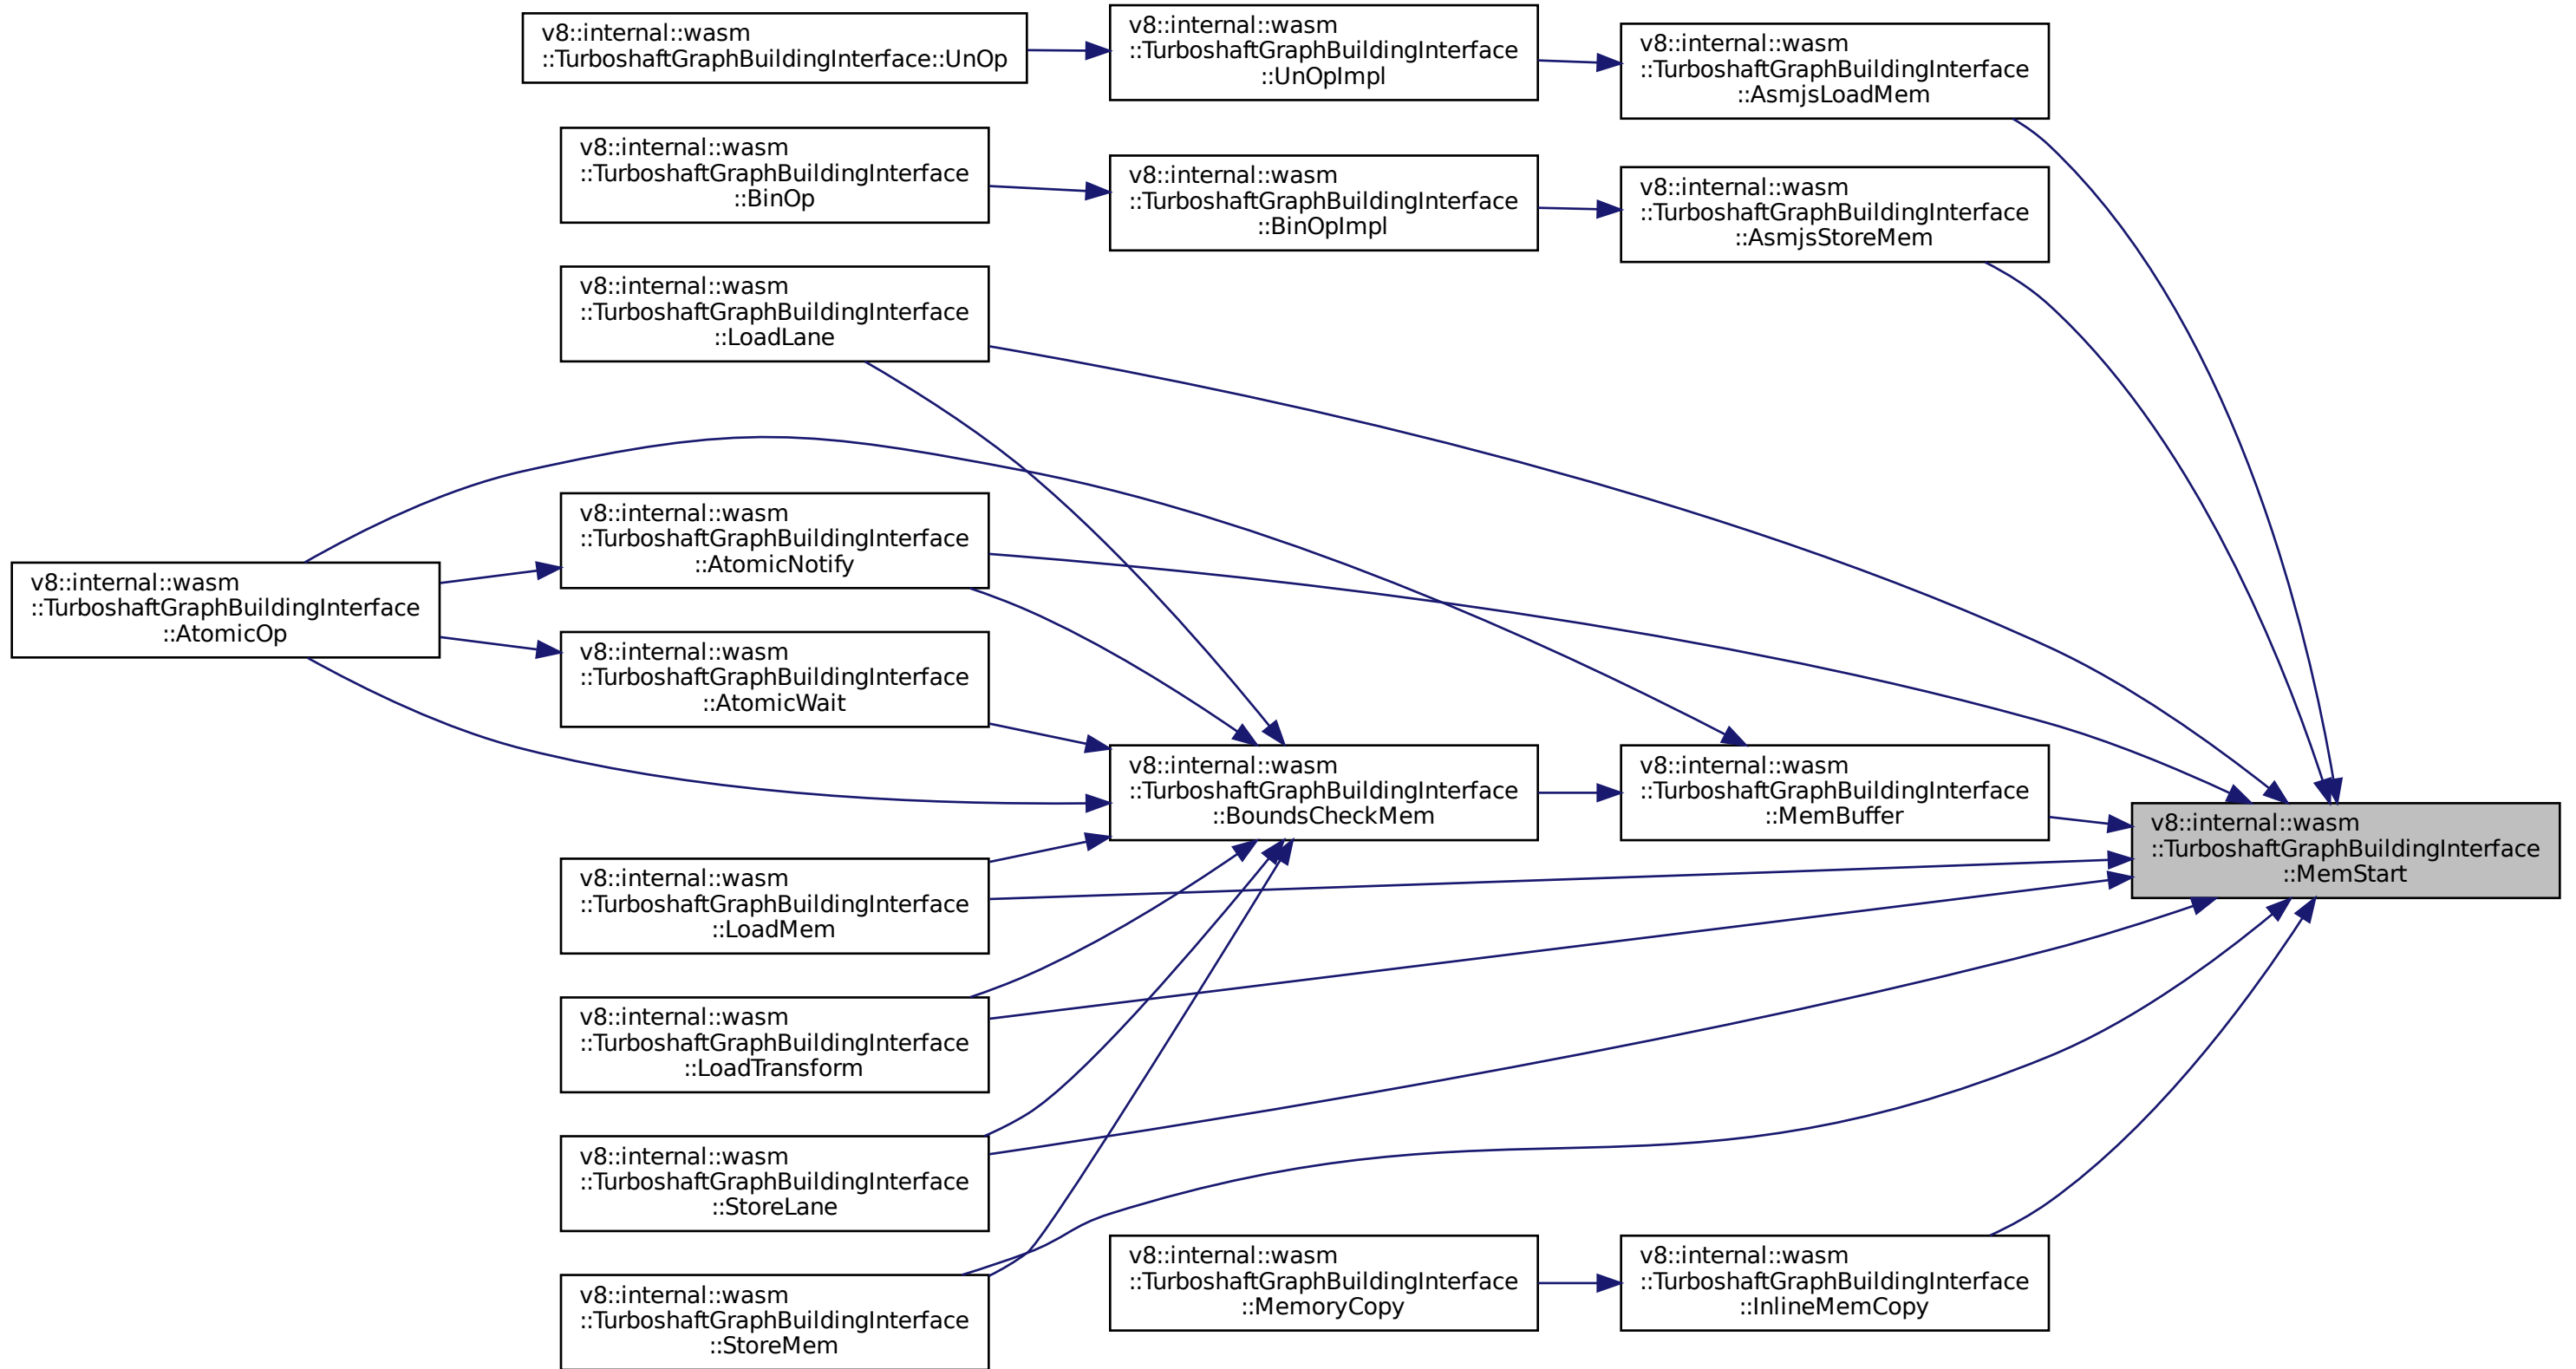 v8::internal::wasm
::TurboshaftGraphBuildingInterface::UnOp
v8::internal::wasm
::TurboshaftGraphBuildingInterface
::UnOpImpl
v8::internal::wasm
::TurboshaftGraphBuildingInterface
::AsmjsLoadMem
v8::internal::wasm
::TurboshaftGraphBuildingInterface
::BinOp
v8::internal::wasm
::TurboshaftGraphBuildingInterface
::BinOpImpl
v8::internal::wasm
::TurboshaftGraphBuildingInterface
::AsmjsStoreMem
v8::internal::wasm
::TurboshaftGraphBuildingInterface
::LoadLane
v8::internal::wasm
::TurboshaftGraphBuildingInterface
::AtomicNotify
v8::internal::wasm
::TurboshaftGraphBuildingInterface
::AtomicOp
v8::internal::wasm
::TurboshaftGraphBuildingInterface
::AtomicWait
v8::internal::wasm
::TurboshaftGraphBuildingInterface
::BoundsCheckMem
v8::internal::wasm
::TurboshaftGraphBuildingInterface
::MemBuffer
v8::internal::wasm
::TurboshaftGraphBuildingInterface
::MemStart
v8::internal::wasm
::TurboshaftGraphBuildingInterface
::LoadMem
v8::internal::wasm
::TurboshaftGraphBuildingInterface
::LoadTransform
v8::internal::wasm
::TurboshaftGraphBuildingInterface
::StoreLane
v8::internal::wasm
::TurboshaftGraphBuildingInterface
::MemoryCopy
v8::internal::wasm
::TurboshaftGraphBuildingInterface
::InlineMemCopy
v8::internal::wasm
::TurboshaftGraphBuildingInterface
::StoreMem